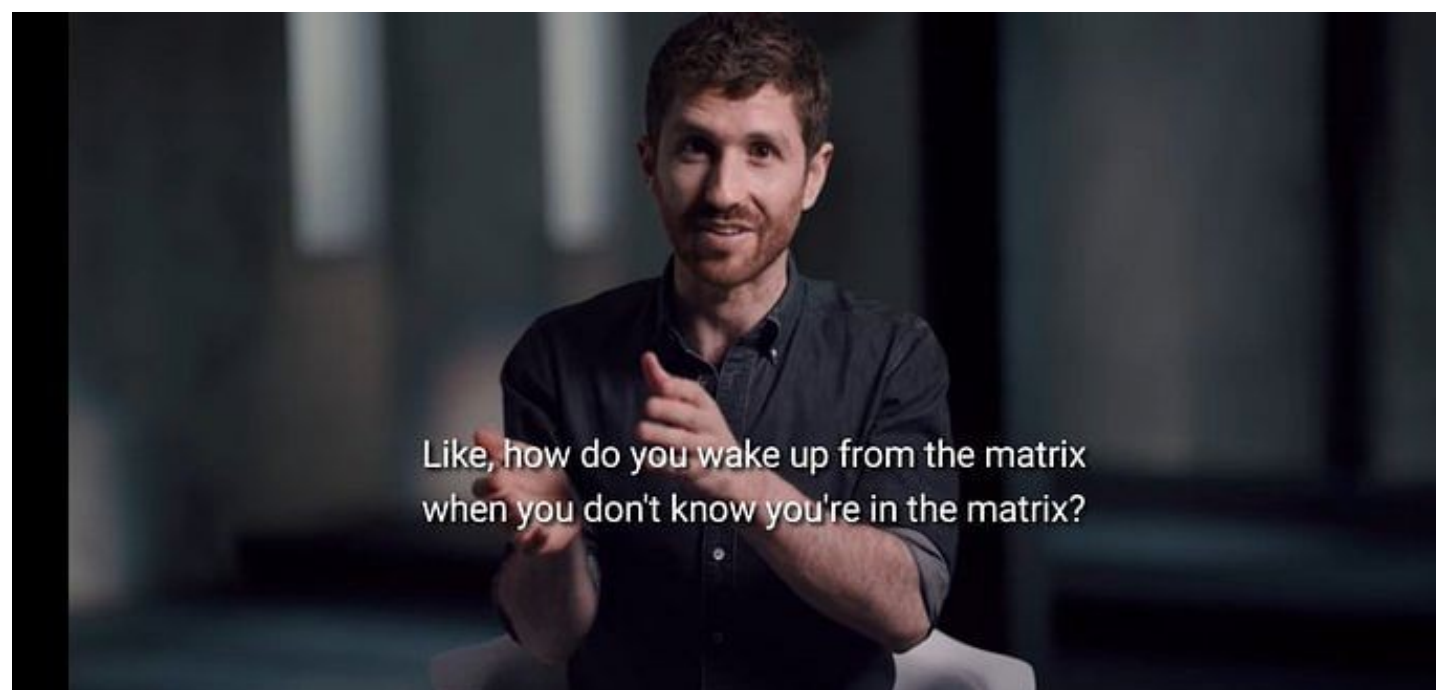 Like, how do you wake up from the matrix
when you don't know you're in the matrix?